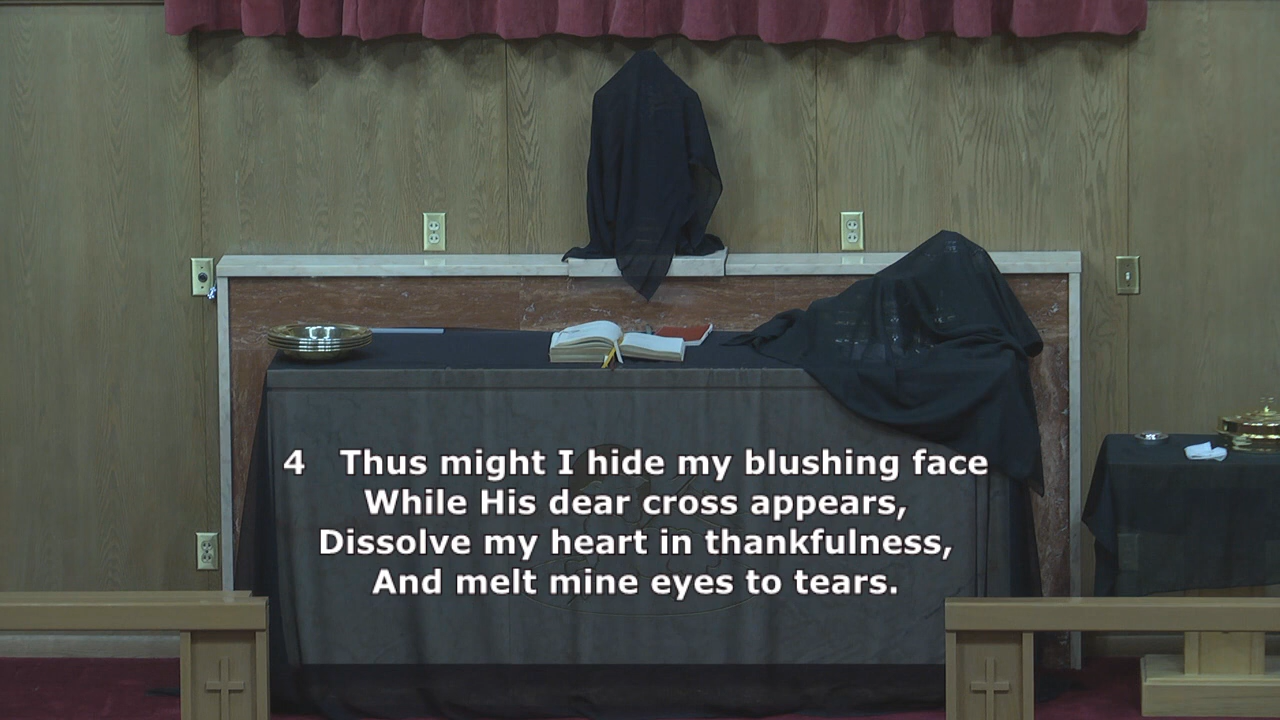 4 Thus might I hide my blushing face
While His dear cross appears,
Dissolve my heart in thankfulness,
And melt mine eyes to tears.